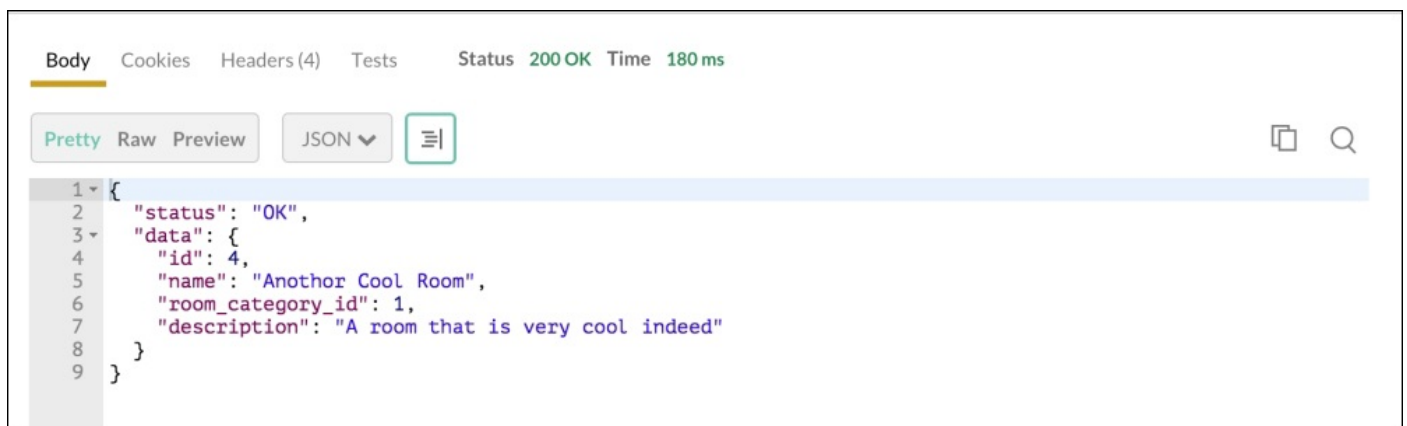 Body Cookies Headers (4) Tests Status 200 OK Time 180 ms
Pretty Raw Preview JSON
1 {
2 "status": "OK",
3 "data": {
4 "id": 4,
5 "name": "Anothor Cool Room",
6 "room_category_id": 1,
7 "description": "A room that is very cool indeed"
8 }
9 }